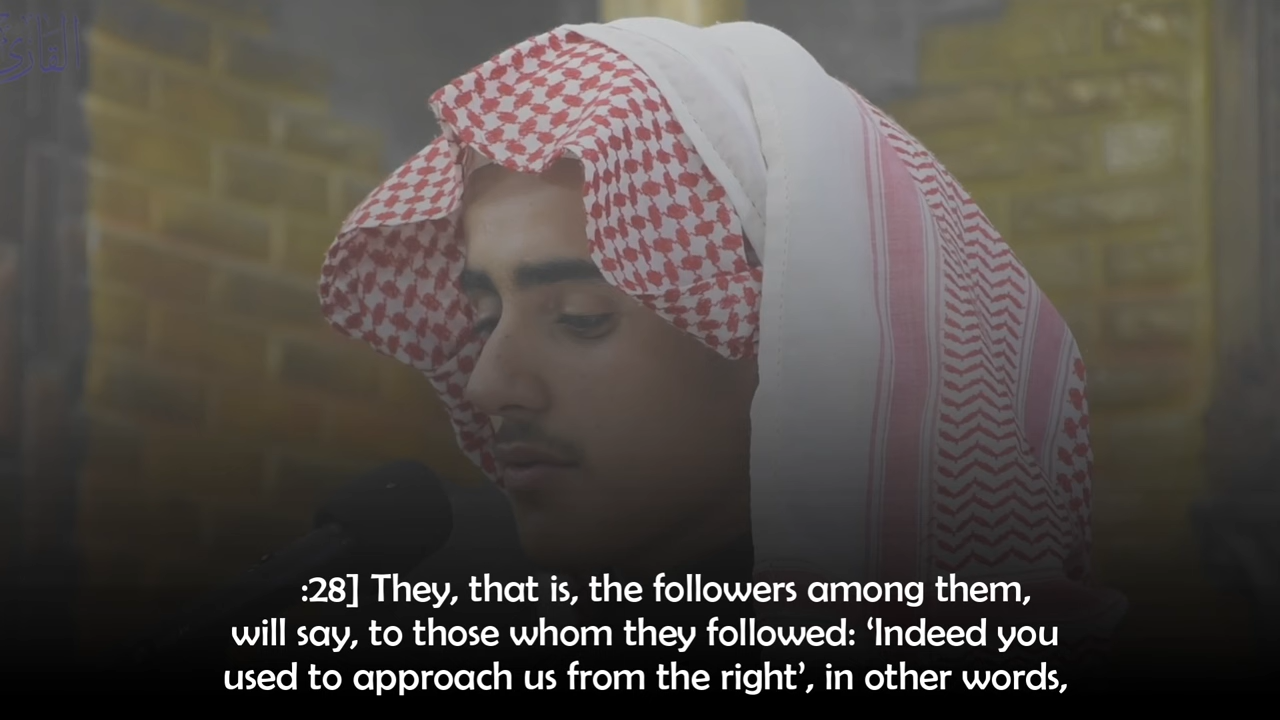 القارئ
:28] They, that is, the followers among them,
will say, to those whom they followed: ‘Indeed you
used to approach us from the right’, in other words,